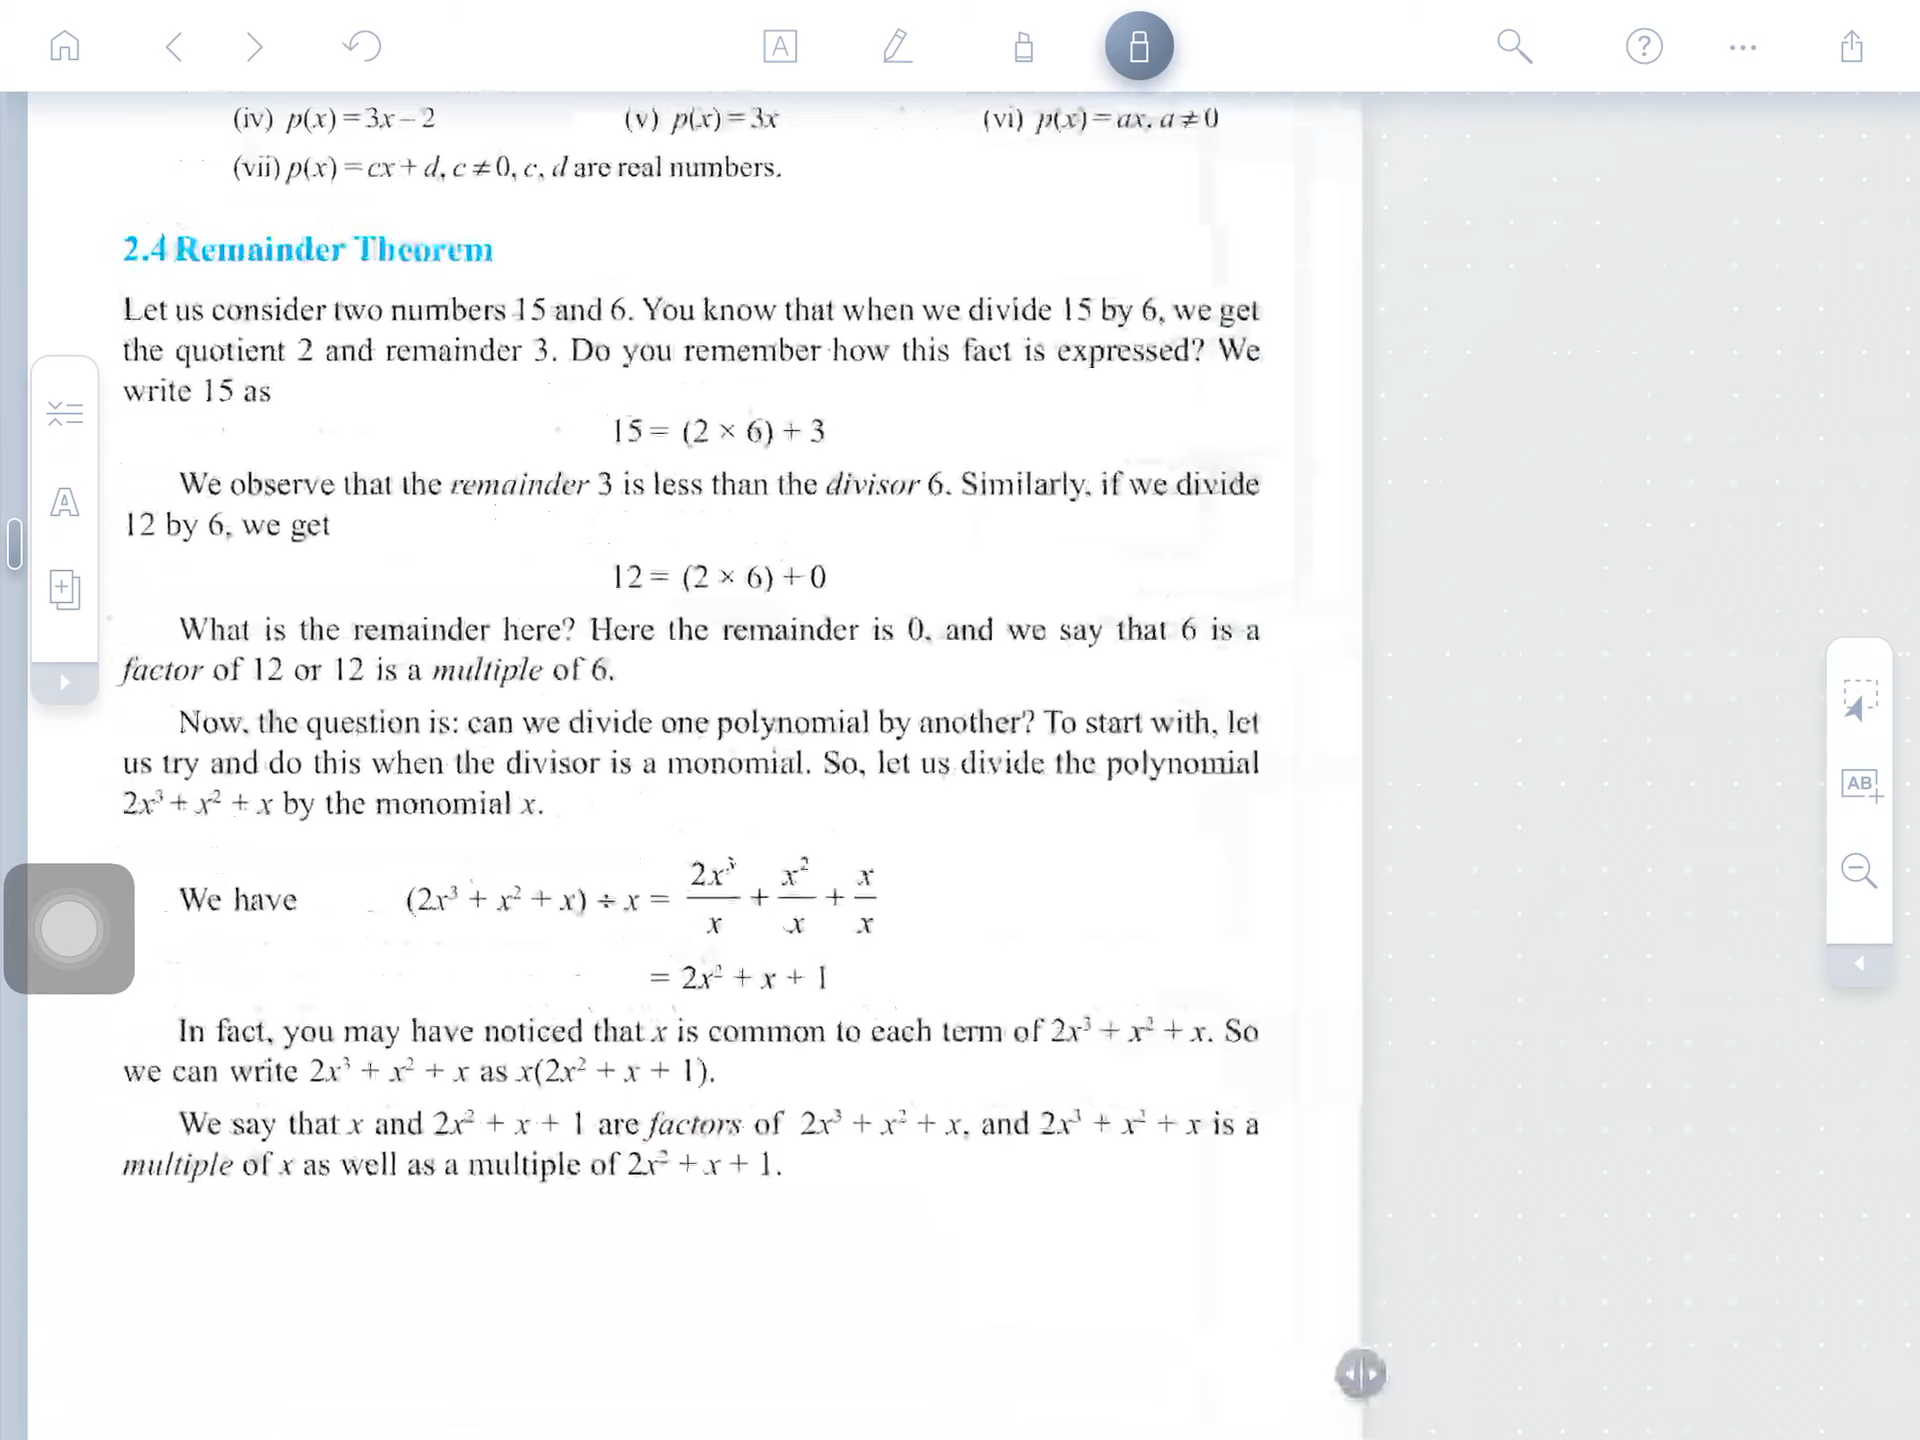 (iv) p(x) = 3x – 2 (v) p(x) = 3x (vi) p(x) = ax, a ≠ 0
(vii) p(x) = cx + d, c ≠ 0, c, d are real numbers.
2.4 Remainder Theorem
Let us consider two numbers 15 and 6. You know that when we divide 15 by 6, we get
the quotient 2 and remainder 3. Do you remember how this fact is expressed? We
write 15 as
15 = (2 × 6) + 3
We observe that the remainder 3 is less than the divisor 6. Similarly, if we divide
12 by 6, we get
12 = (2 × 6) + 0
What is the remainder here? Here the remainder is 0, and we say that 6 is a
factor of 12 or 12 is a multiple of 6.
Now, the question is: can we divide one polynomial by another? To start with, let
us try and do this when the divisor is a monomial. So, let us divide the polynomial
2x³ + x² + x by the monomial x.
We have (2x³ + x² + x) ÷ x = 2x³/x + x²/x + x/x
= 2x² + x + 1
In fact, you may have noticed that x is common to each term of 2x³ + x² + x. So
we can write 2x³ + x² + x as x(2x² + x + 1).
We say that x and 2x² + x + 1 are factors of 2x³ + x² + x, and 2x³ + x² + x is a
multiple of x as well as a multiple of 2x² + x + 1.
A
A
AB